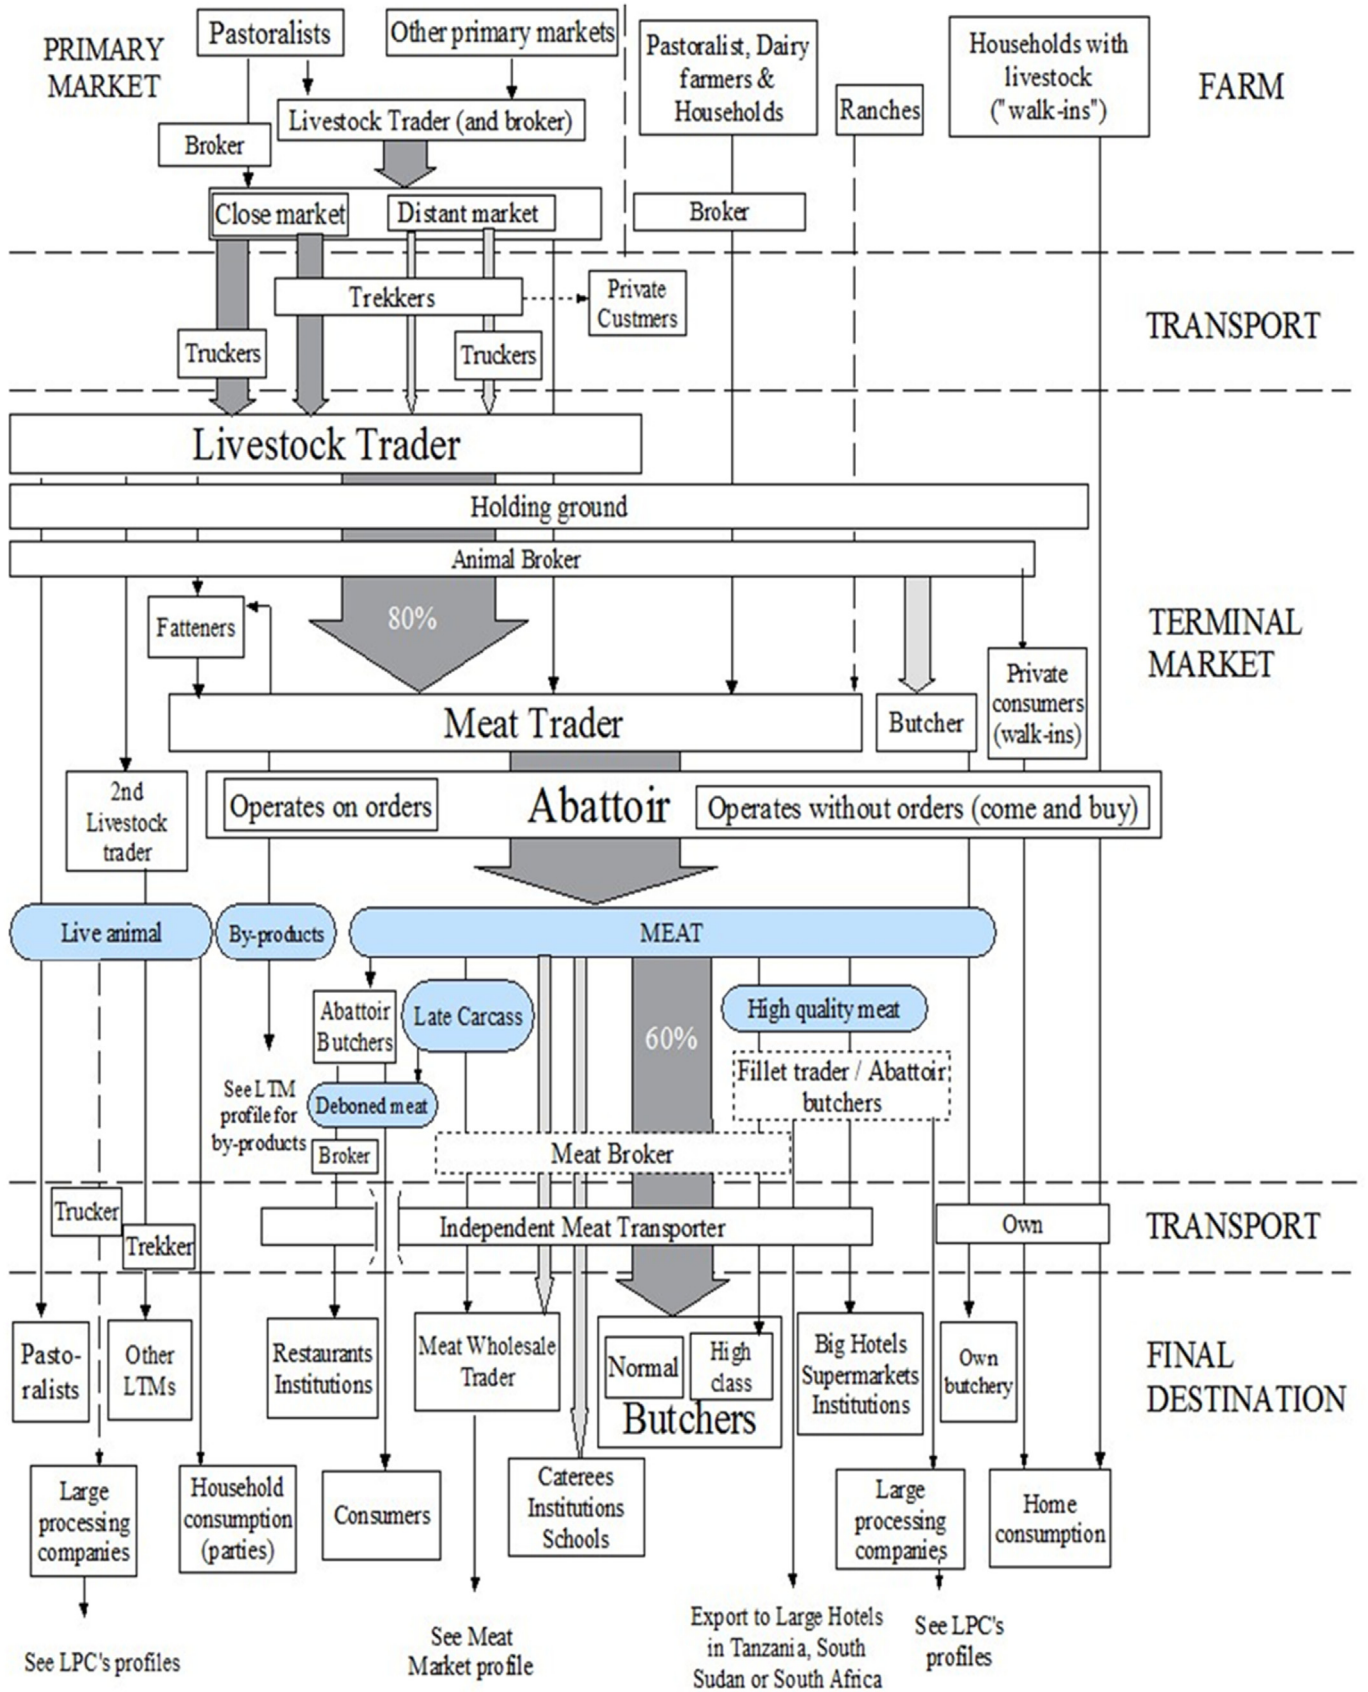 PRIMARY
MARKET
Pastoralists
Other primary markets
Pastoralist, Dairy
farmers &
Households
Households with
livestock
("walk-ins")
FARM
Ranches
Livestock Trader (and broker)
Broker
Close market
Distant market
Broker
Trekkers
Private
Custmers
TRANSPORT
Truckers
Truckers
Livestock Trader
Holding ground
Animal Broker
80%
Fatteners
TERMINAL
MARKET
Private
consumers
(walk-ins)
Meat Trader
Butcher
2nd
Livestock
trader
Operates on orders
Abattoir
Operates without orders (come and buy)
Live animal
By-products
MEAT
Abattoir
Butchers
Late Carcass
High quality meat
60%
Fillet trader / Abattoir
butchers
See LTM
profile for
by-products
Deboned meat
Broker
Meat Broker
Trucker
Trekker
Independent Meat Transporter
Own
TRANSPORT
Pasto-
ralists
Other
LTMs
Restaurants
Institutions
Meat Wholesale
Trader
Normal
High
class
Butchers
Big Hotels
Supermarkets
Institutions
Own
butchery
FINAL
DESTINATION
Large
processing
companies
Household
consumption
(parties)
Consumers
Caterees
Institutions
Schools
Large
processing
companies
Home
consumption
See LPC's profiles
See Meat
Market profile
Export to Large Hotels
in Tanzania, South
Sudan or South Africa
See LPC's
profiles